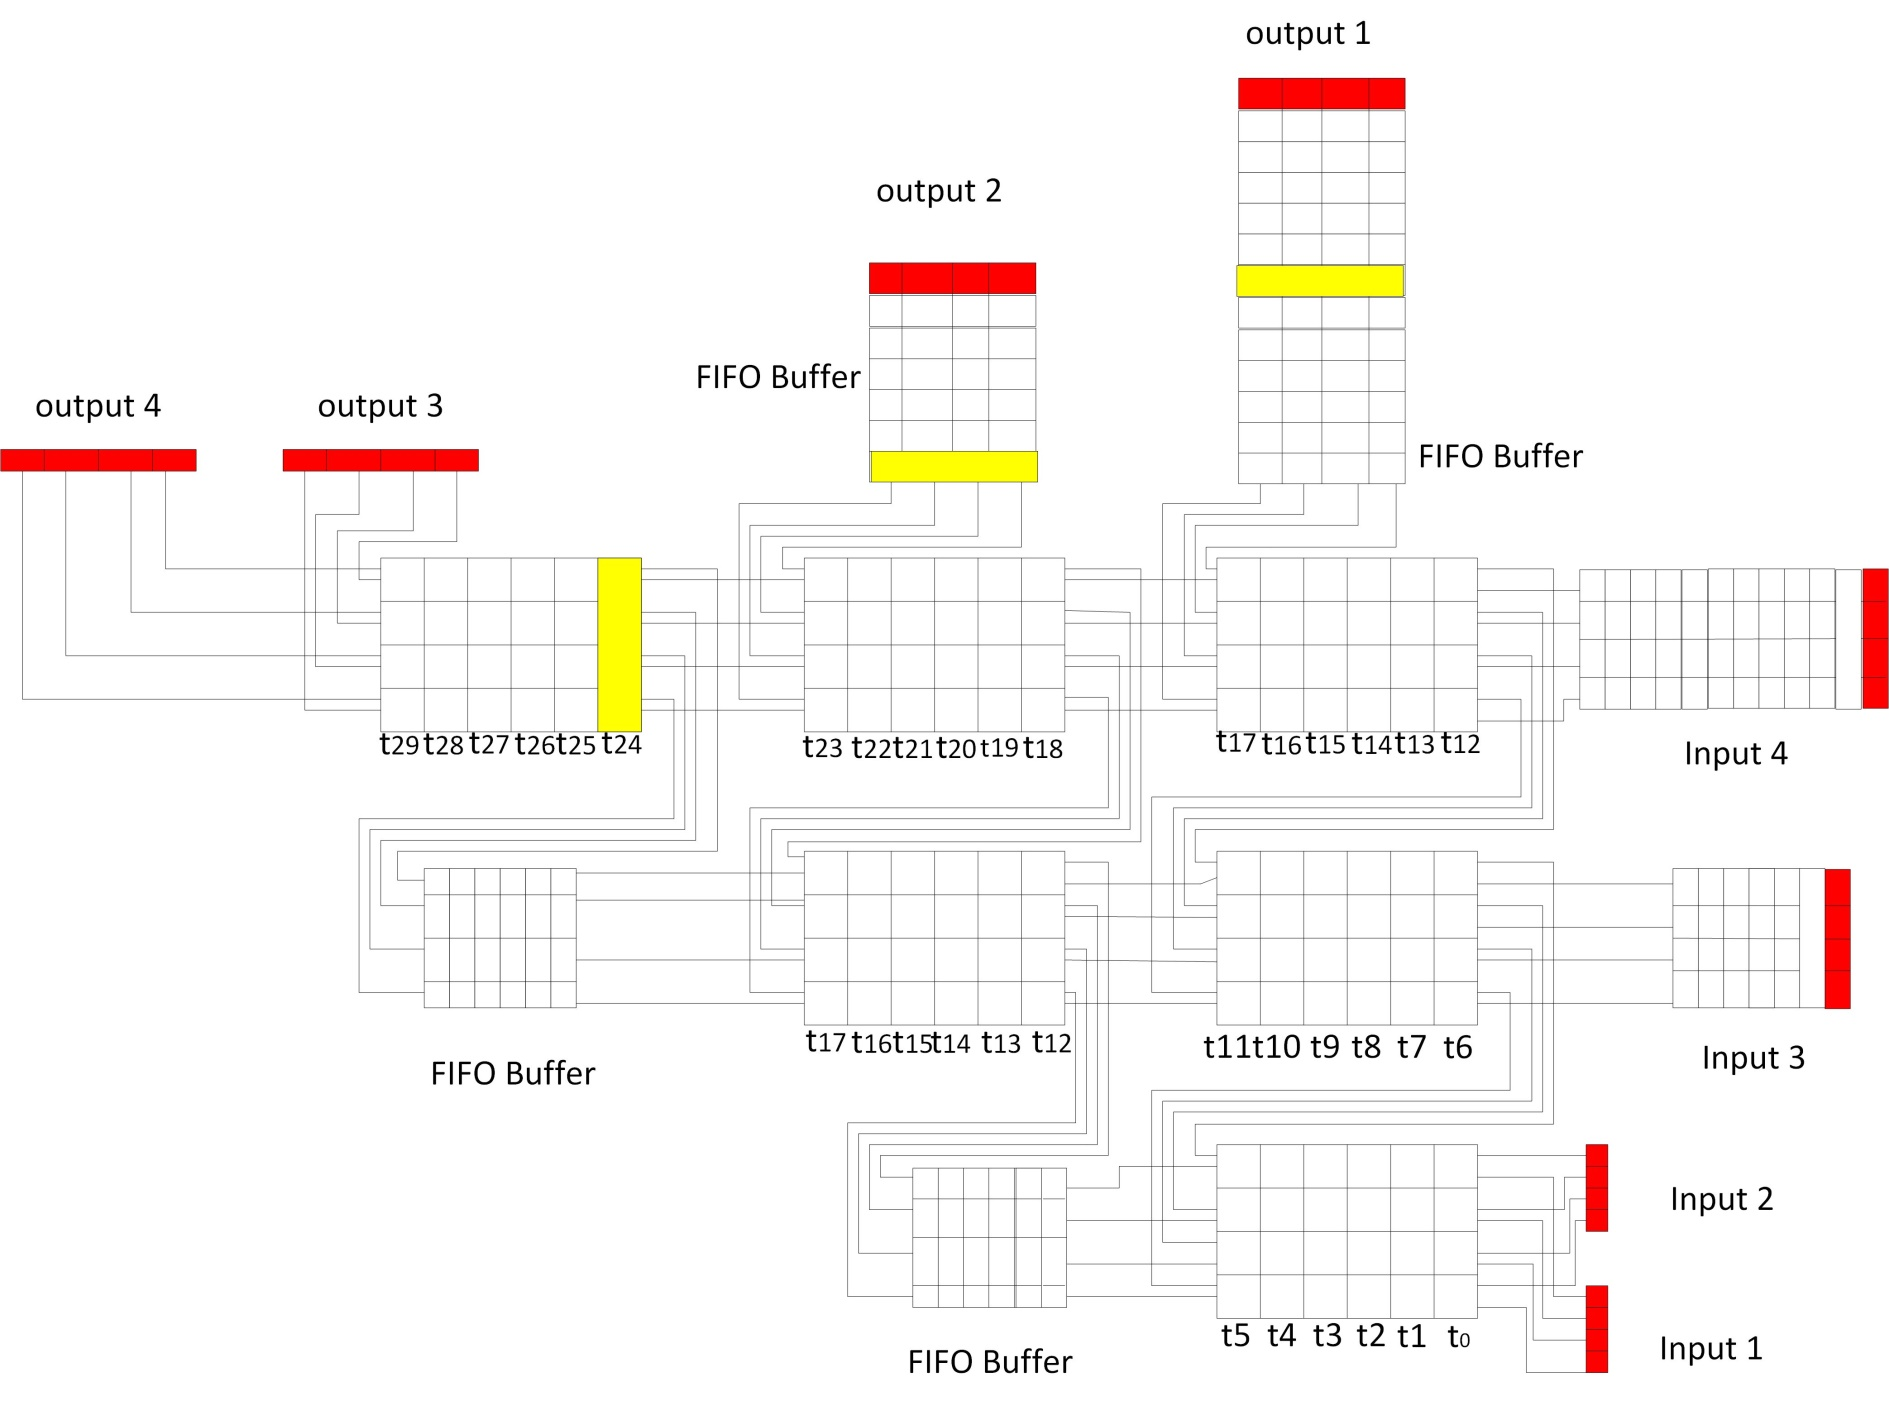 output 1
output 2
FIFO Buffer
output 4
output 3
FIFO Buffer
t29 t28 t27 t26 t25 t24
t23 t22 t21 t20 t19 t18
t17 t16 t15 t14 t13 t12
Input 4
t17 t16 t15 t14 t13 t12
t11 t10 t9 t8 t7 t6
Input 3
FIFO Buffer
Input 2
t5 t4 t3 t2 t1 t0
Input 1
FIFO Buffer